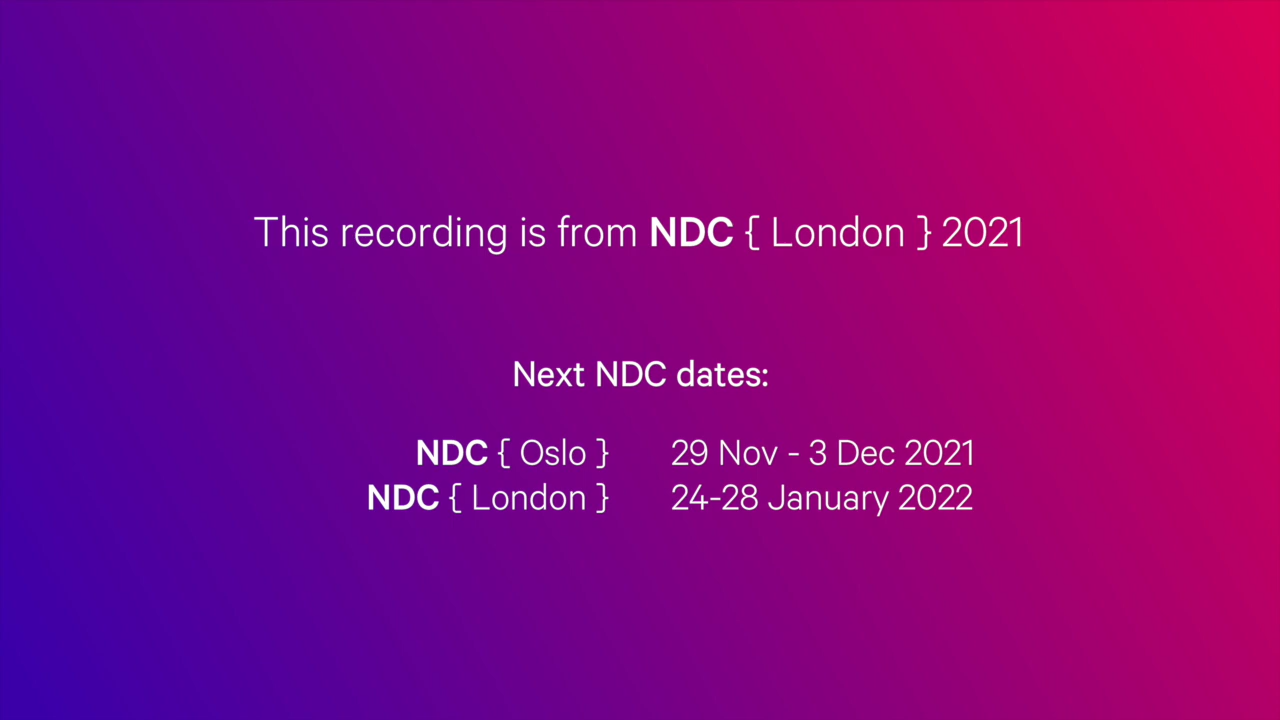 This recording is from NDC { London } 2021
Next NDC dates:
NDC { Oslo } 29 Nov - 3 Dec 2021
NDC { London } 24-28 January 2022